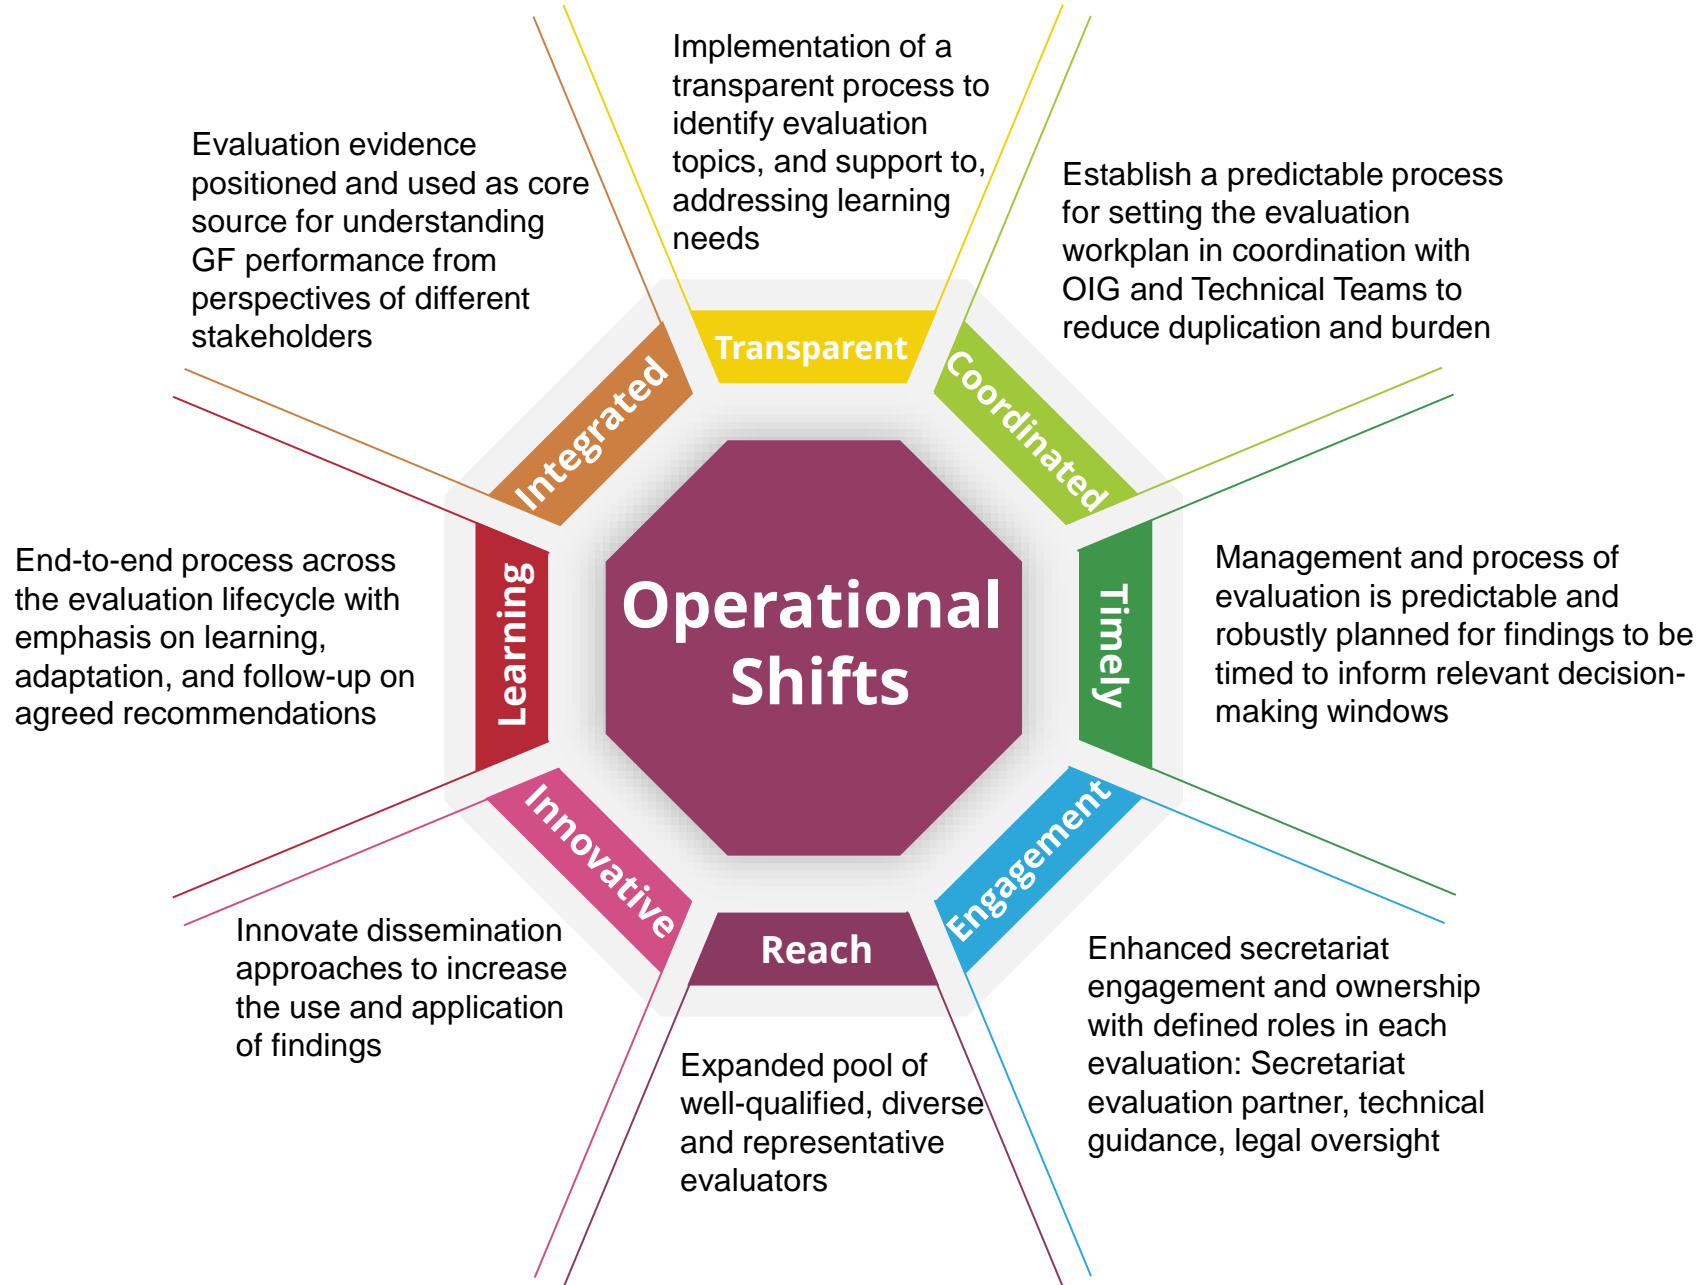 Implementation of a
transparent process to
identify evaluation
topics, and support to,
addressing learning
needs
Evaluation evidence
positioned and used as core
source for understanding
GF performance from
perspectives of different
stakeholders
Establish a predictable process
for setting the evaluation
workplan in coordination with
OIG and Technical Teams to
reduce duplication and burden
Transparent
Integrated
Coordinated
Operational
Shifts
Learning
Timely
End-to-end process across
the evaluation lifecycle with
emphasis on learning,
adaptation, and follow-up on
agreed recommendations
Management and process of
evaluation is predictable and
robustly planned for findings to be
timed to inform relevant decision-
making windows
Innovative
Engagement
Reach
Innovate dissemination
approaches to increase
the use and application
of findings
Expanded pool of
well-qualified, diverse
and representative
evaluators
Enhanced secretariat
engagement and ownership
with defined roles in each
evaluation: Secretariat
evaluation partner, technical
guidance, legal oversight